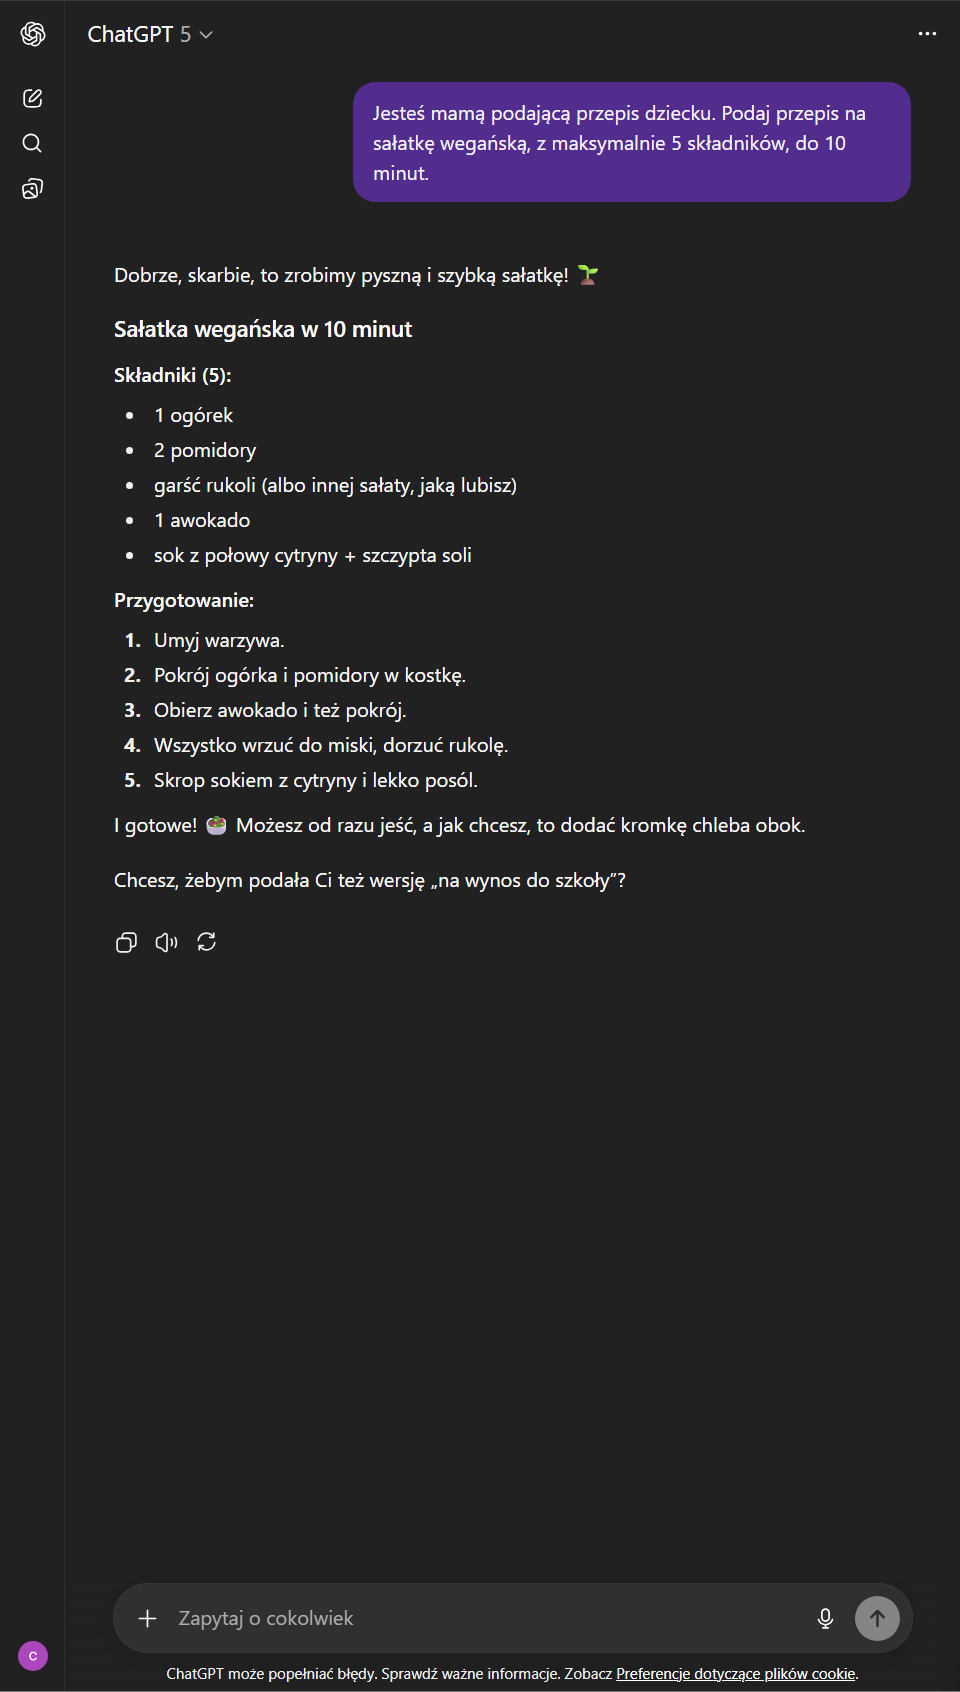 ChatGPT 5
Jesteś mamą podającą przepis dziecku. Podaj przepis na
sałatkę wegańską, z maksymalnie 5 składników, do 10
minut.
Dobrze, skarbie, to zrobimy pyszną i szybką sałatkę! 🌱
Sałatka wegańska w 10 minut
Składniki (5):
• 1 ogórek
• 2 pomidory
• garść rukoli (albo innej sałaty, jaką lubisz)
• 1 awokado
• sok z połowy cytryny + szczypta soli
Przygotowanie:
1. Umyj warzywa.
2. Pokrój ogórka i pomidory w kostkę.
3. Obierz awokado i też pokrój.
4. Wszystko wrzuć do miski, dorzuć rukolę.
5. Skrop sokiem z cytryny i lekko posól.
I gotowe! 🥗 Możesz od razu jeść, a jak chcesz, to dodać kromkę chleba obok.
Chcesz, żebym podała Ci też wersję „na wynos do szkoły”?
Zapytaj o cokolwiek
C
ChatGPT może popełniać błędy. Sprawdź ważne informacje. Zobacz Preferencje dotyczące plików cookie.